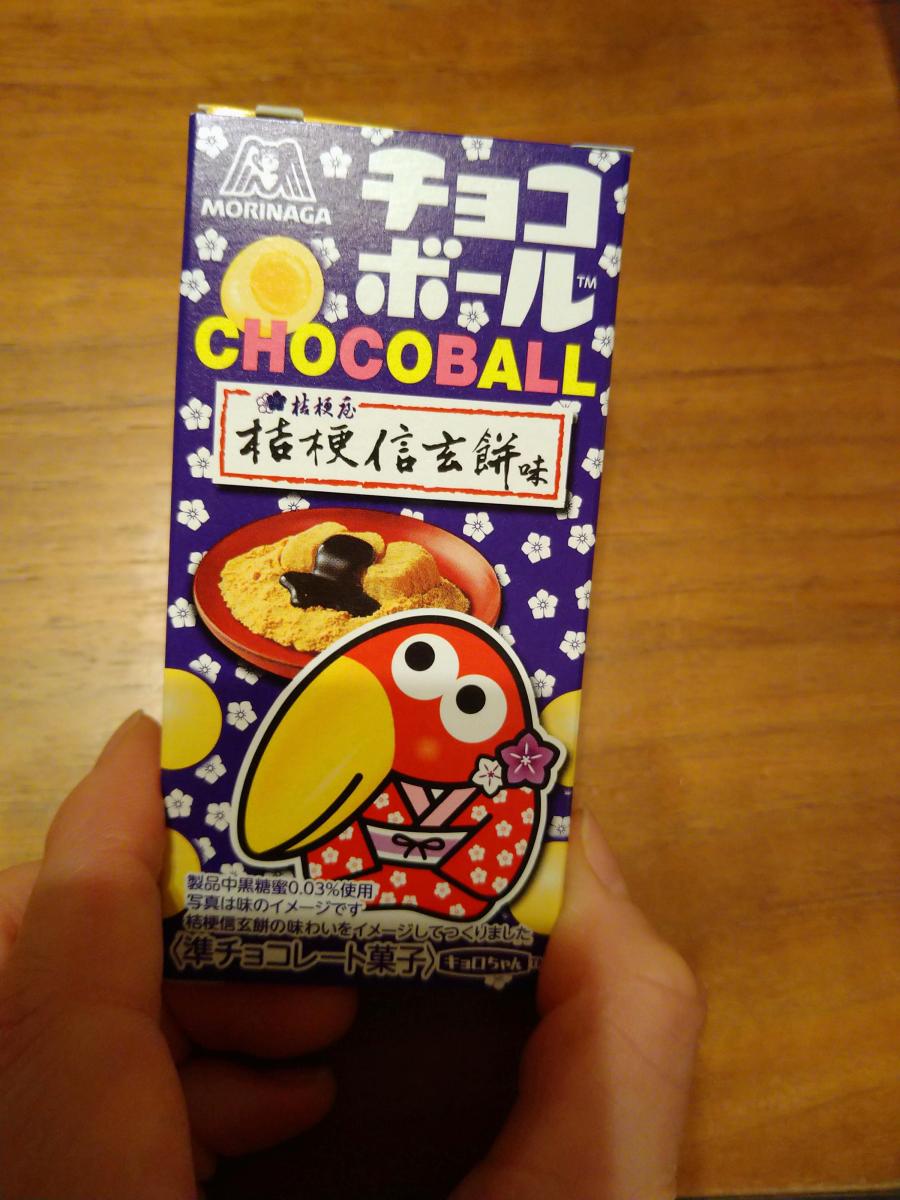 MORINAGA
チョコ
ボール™
CHOCOBALL
桔梗屋
桔梗信玄餅味
製品中黒糖蜜0.03%使用
写真は味のイメージです
桔梗信玄餅の味わいをイメージしてつくりました
〈準チョコレート菓子〉 キョロちゃん